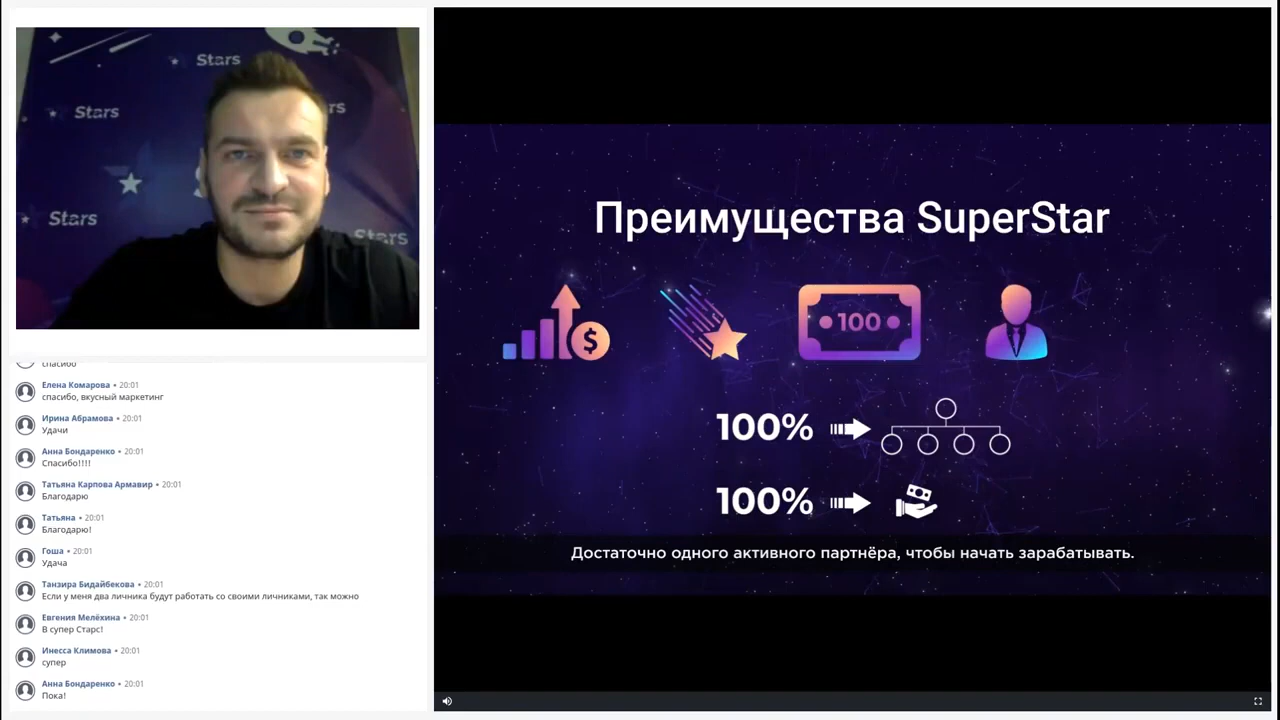 Stars
Stars
Stars
Stars
спасибо
Елена Комарова • 20:01
спасибо, вкусный маркетинг
Ирина Абрамова • 20:01
Удачи
Анна Бондаренко • 20:01
Спасибо!!!!
Татьяна Карпова Армавир • 20:01
Благодарю
Татьяна • 20:01
Благодарю!
Гоша • 20:01
Удача
Танзира Бидайбекова • 20:01
Если у меня два личника будут работать со своими личниками, так можно
Евгения Мелёхина • 20:01
В супер Старс!
Инесса Климова • 20:01
супер
Анна Бондаренко • 20:01
Пока!
Преимущества SuperStar
$
100
100%
100%
Достаточно одного активного партнёра, чтобы начать зарабатывать.